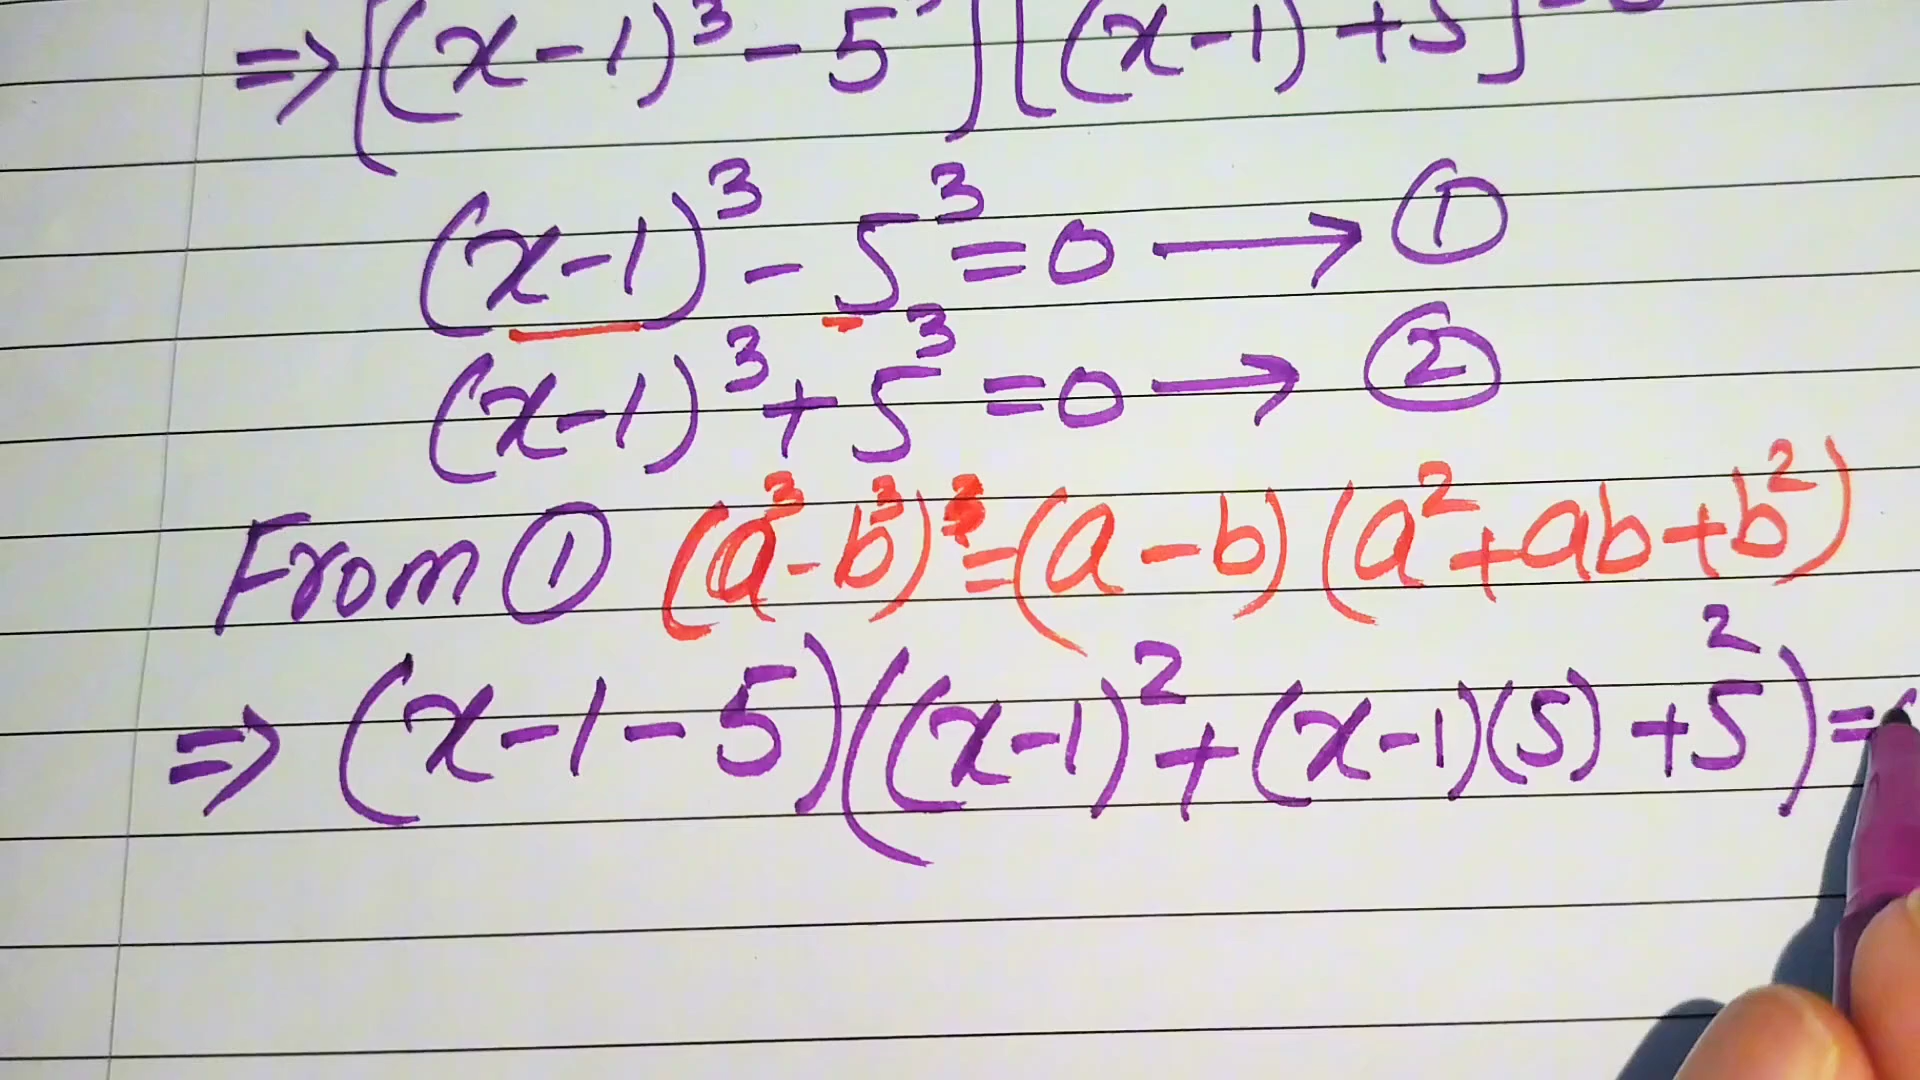 ⇒[(x-1)³-5³][(x-1)³+5³]=0
(x-1)³-5³=0→①
(x-1)³+5³=0→②
From ① (a³-b³)=(a-b)(a²+ab+b²)
⇒(x-1-5)((x-1)²+(x-1)(5)+5²)=